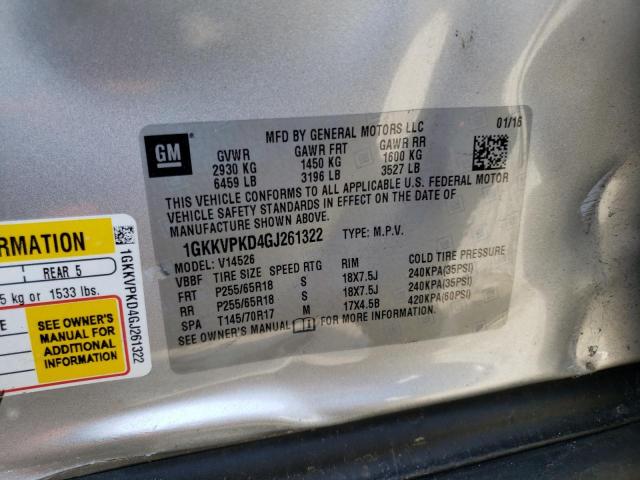 GM
MFD BY GENERAL MOTORS LLC
01/16
GVWR GAWR FRT GAWR RR
2930 KG 1450 KG 1600 KG
6459 LB 3196 LB 3527 LB
THIS VEHICLE CONFORMS TO ALL APPLICABLE U.S. FEDERAL MOTOR
VEHICLE SAFETY STANDARDS IN EFFECT ON THE DATE OF
MANUFACTURE SHOWN ABOVE.
1GKKVPKD4GJ261322 TYPE: M.P.V.
MODEL: V14526
VBBF TIRE SIZE SPEED RTG RIM COLD TIRE PRESSURE
FRT P255/65R18 S 18X7.5J 240KPA(35PSI)
RR P255/65R18 S 18X7.5J 240KPA(35PSI)
SPA T145/70R17 M 17X4.5B 420KPA(60PSI)
SEE OWNER'S MANUAL FOR MORE INFORMATION.
RMATION
REAR 5
5 kg or 1533 lbs.
E
SEE OWNER'S
MANUAL FOR
ADDITIONAL
INFORMATION
1GKKVPKD4GJ261322